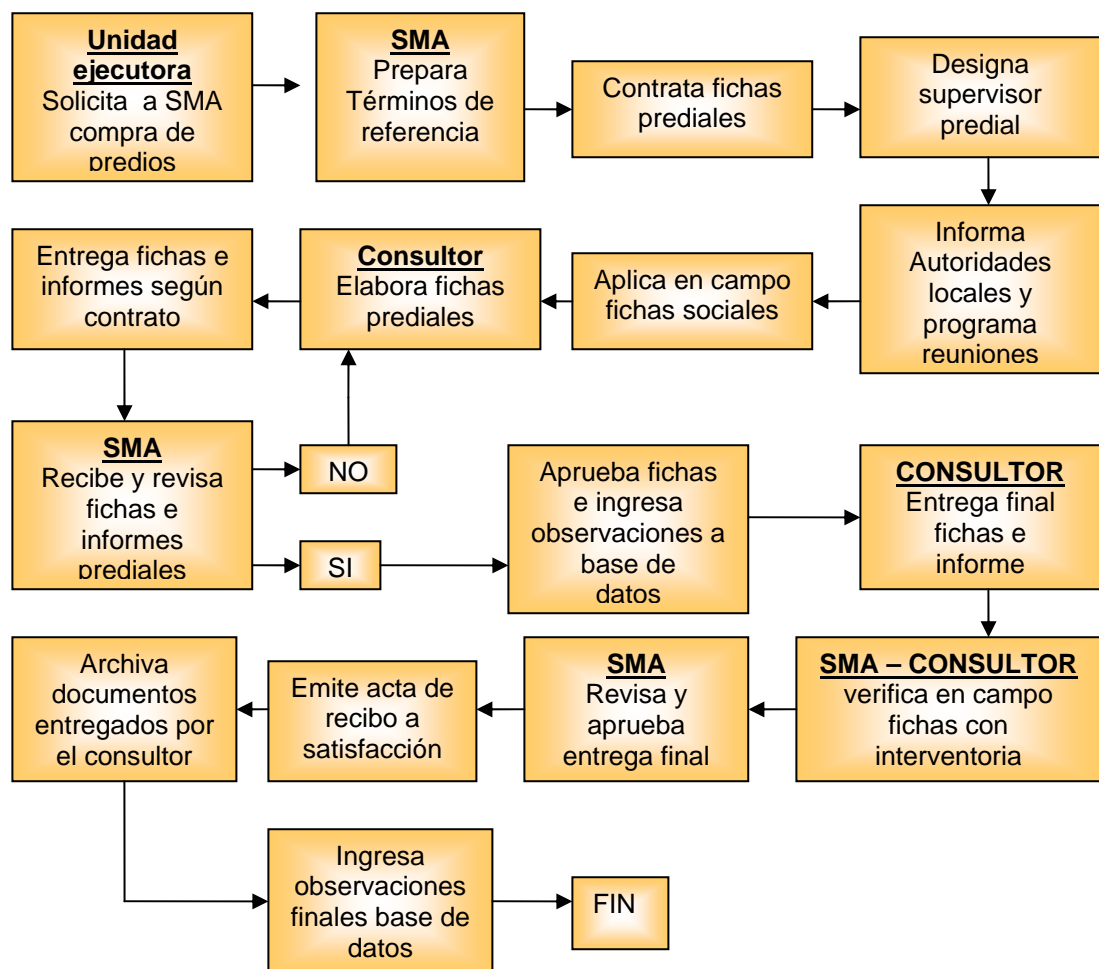 Unidad
ejecutora
Solicita a SMA
compra de
predios
SMA
Prepara
Términos de
referencia
Contrata fichas
prediales
Designa
supervisor
predial
Informa
Autoridades
locales y
programa
reuniones
Aplica en campo
fichas sociales
Consultor
Elabora fichas
prediales
Entrega fichas e
informes según
contrato
SMA
Recibe y revisa
fichas e
informes
prediales
NO
SI
Aprueba fichas
e ingresa
observaciones a
base de
datos
CONSULTOR
Entrega final
fichas e
informe
SMA – CONSULTOR
verifica en campo
fichas con
interventoria
SMA
Revisa y
aprueba
entrega final
Emite acta de
recibo a
satisfacción
Archiva
documentos
entregados por
el consultor
Ingresa
observaciones
finales base de
datos
FIN